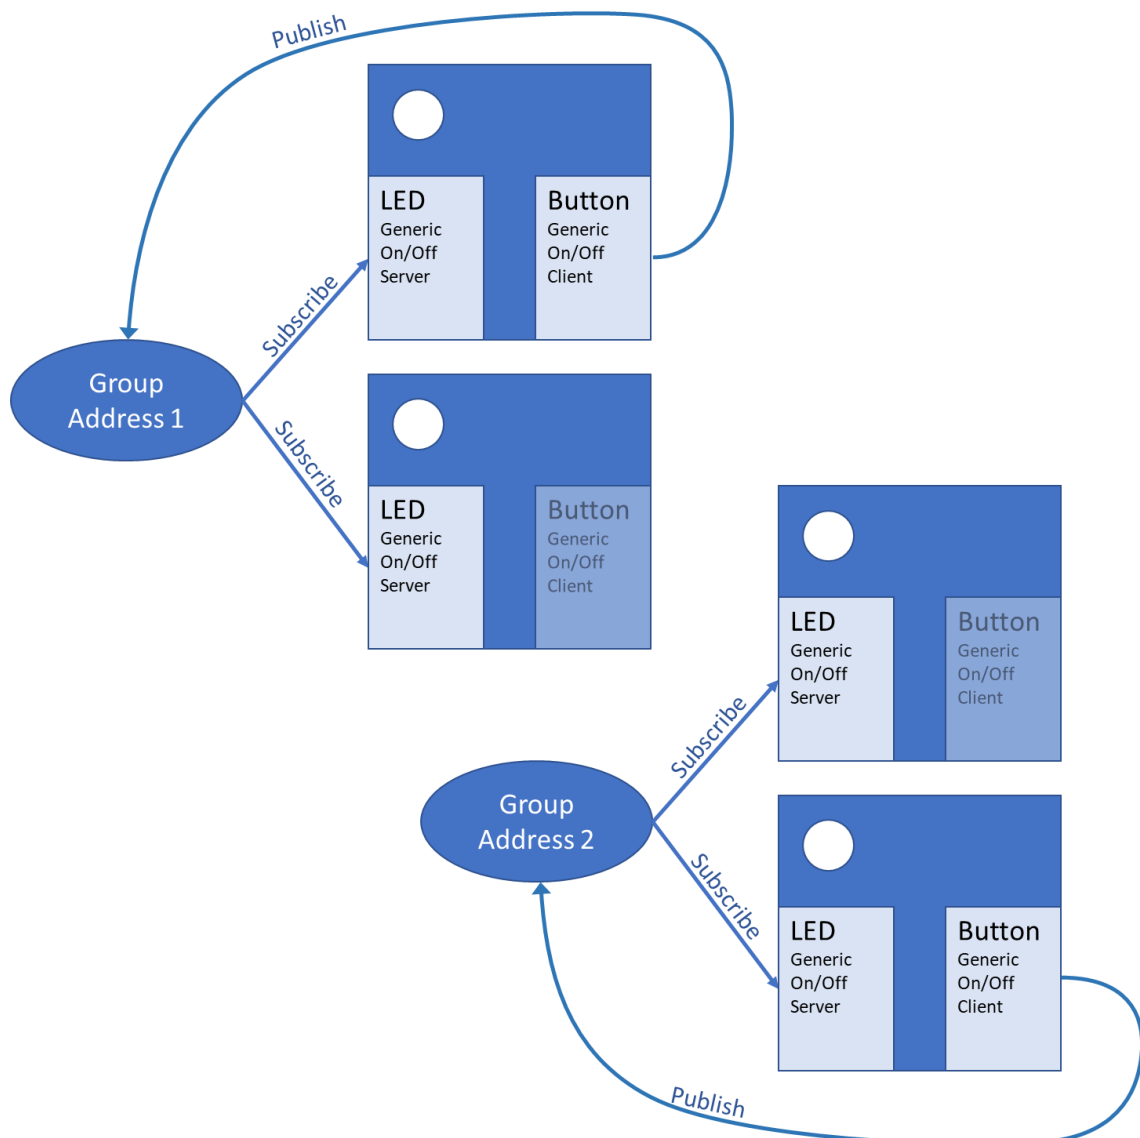 Publish
LED
Generic
On/Off
Server
Button
Generic
On/Off
Client
Subscribe
Group
Address 1
Subscribe
LED
Generic
On/Off
Server
Button
Generic
On/Off
Client
LED
Generic
On/Off
Server
Button
Generic
On/Off
Client
Subscribe
Group
Address 2
Subscribe
LED
Generic
On/Off
Server
Button
Generic
On/Off
Client
Publish